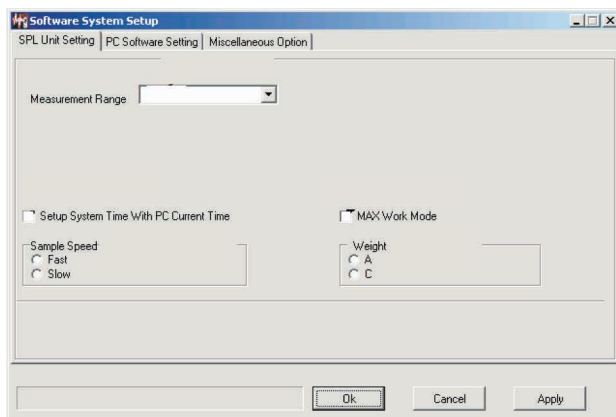 Software System Setup
SPL Unit Setting
PC Software Setting
Miscellaneous Option
Measurement Range
Setup System Time With PC Current Time
MAX Work Mode
Sample Speed
Fast
Slow
Weight
A
C
Ok
Cancel
Apply